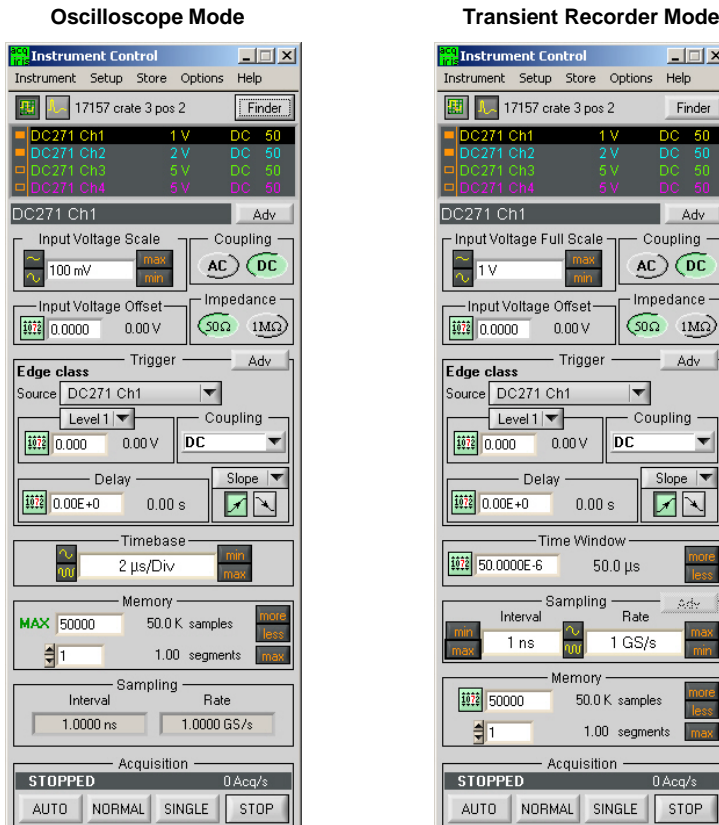 Oscilloscope Mode
Transient Recorder Mode
acq iris Instrument Control
Instrument Setup Store Options Help
17157 crate 3 pos 2 Finder
DC271 Ch1 1 V DC 50
DC271 Ch2 2 V DC 50
DC271 Ch3 5 V DC 50
DC271 Ch4 5 V DC 50
DC271 Ch1 Adv
Input Voltage Scale Coupling
100 mV max min AC DC
Input Voltage Offset Impedance
1072 0.0000 0.00 V 50Ω 1MΩ
Trigger Adv
Edge class
Source DC271 Ch1
Level 1 Coupling
1072 0.000 0.00 V DC
Delay Slope
1072 0.00E+0 0.00 s
Timebase
2 µs/Div min max
Memory
MAX 50000 50.0 K samples more less
1 1.00 segments max
Sampling
Interval Rate
1.0000 ns 1.0000 GS/s
Acquisition
STOPPED 0 Acq/s
AUTO NORMAL SINGLE STOP
acq iris Instrument Control
Instrument Setup Store Options Help
17157 crate 3 pos 2 Finder
DC271 Ch1 1 V DC 50
DC271 Ch2 2 V DC 50
DC271 Ch3 5 V DC 50
DC271 Ch4 5 V DC 50
DC271 Ch1 Adv
Input Voltage Full Scale Coupling
1 V max min AC DC
Input Voltage Offset Impedance
1072 0.0000 0.00 V 50Ω 1MΩ
Trigger Adv
Edge class
Source DC271 Ch1
Level 1 Coupling
1072 0.000 0.00 V DC
Delay Slope
1072 0.00E+0 0.00 s
Time Window
1072 50.0000E-6 50.0 µs more less
Sampling Adv
Interval Rate
min max 1 ns 1 GS/s max min
Memory
1072 50000 50.0 K samples more less
1 1.00 segments max
Acquisition
STOPPED 0 Acq/s
AUTO NORMAL SINGLE STOP